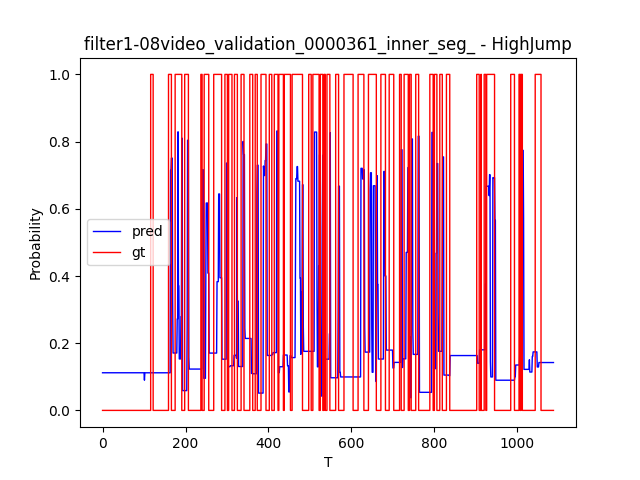 filter1-08video_validation_0000361_inner_seg_ - HighJump
1.0
0.8
0.6
0.4
0.2
0.0
Probability
pred
gt
0 200 400 600 800 1000
T